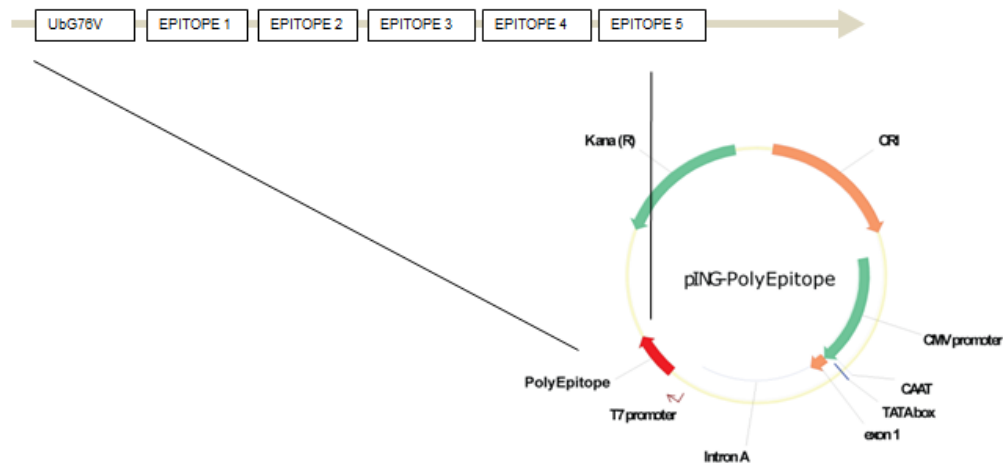 UbG76V
EPITOPE 1
EPITOPE 2
EPITOPE 3
EPITOPE 4
EPITOPE 5
Kana (R)
ORI
pING-PolyEpitope
CMV promoter
PolyEpitope
CAAT
T7 promoter
TATA box
exon 1
Intron A